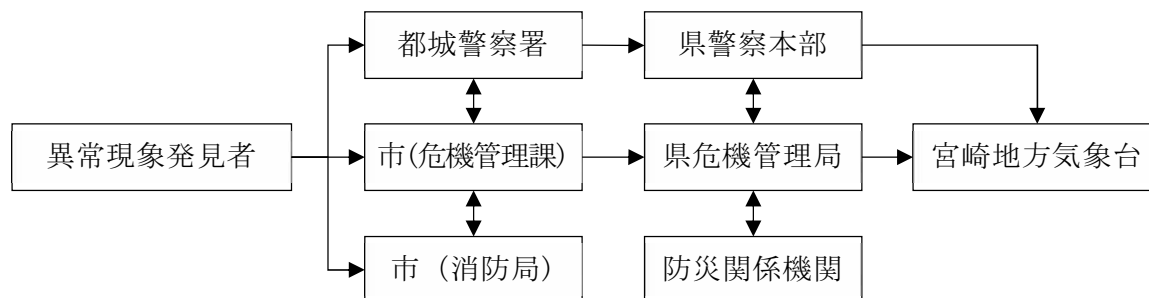 都城警察署
県警察本部
異常現象発見者
市(危機管理課)
県危機管理局
宮崎地方気象台
市（消防局）
防災関係機関